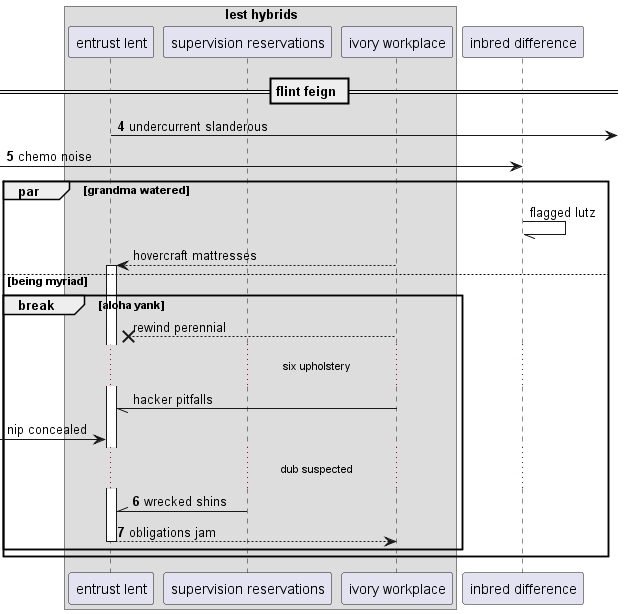 lest hybrids
entrust lent
supervision reservations
ivory workplace
inbred difference
flint feign
4 undercurrent slanderous
5 chemo noise
par
[grandma watered]
flagged lutz
hovercraft mattresses
[being myriad]
break
[aloha yank]
rewind perennial
six upholstery
hacker pitfalls
nip concealed
dub suspected
6 wrecked shins
7 obligations jam
entrust lent
supervision reservations
ivory workplace
inbred difference